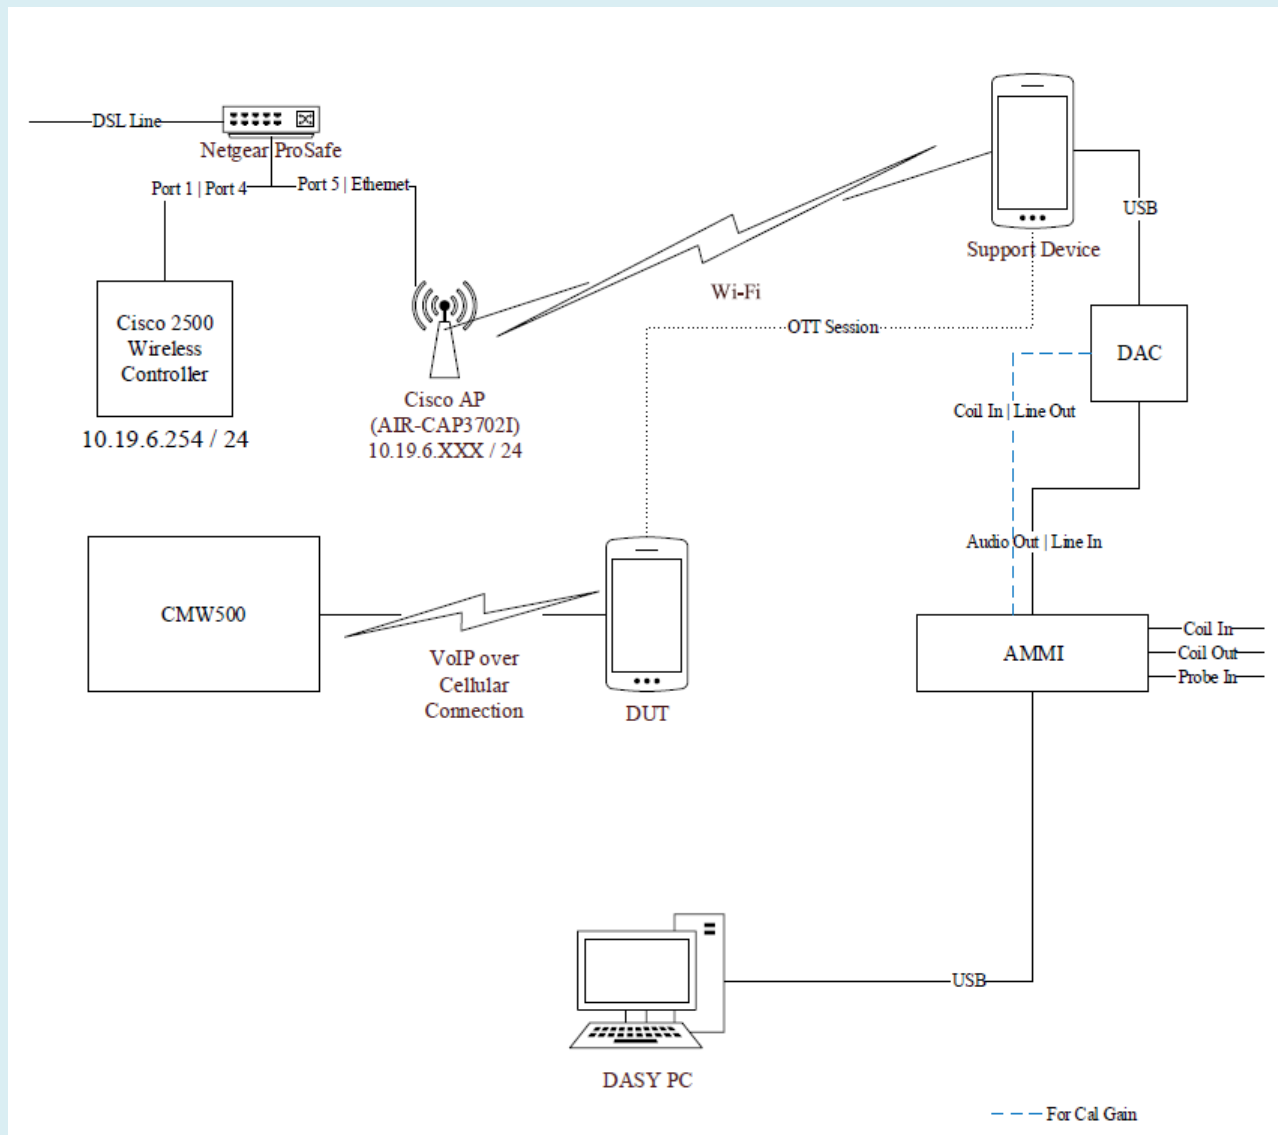 DSL Line
Netgear ProSafe
Port 1 | Port 4
Port 5 | Ethernet
Cisco 2500
Wireless
Controller
10.19.6.254 / 24
Cisco AP
(AIR-CAP3702I)
10.19.6.XXX / 24
Wi-Fi
Support Device
USB
OTT Session
DAC
Coil In | Line Out
Audio Out | Line In
CMW500
VoIP over
Cellular
Connection
DUT
AMMI
Coil In
Coil Out
Probe In
USB
DASY PC
For Cal Gain